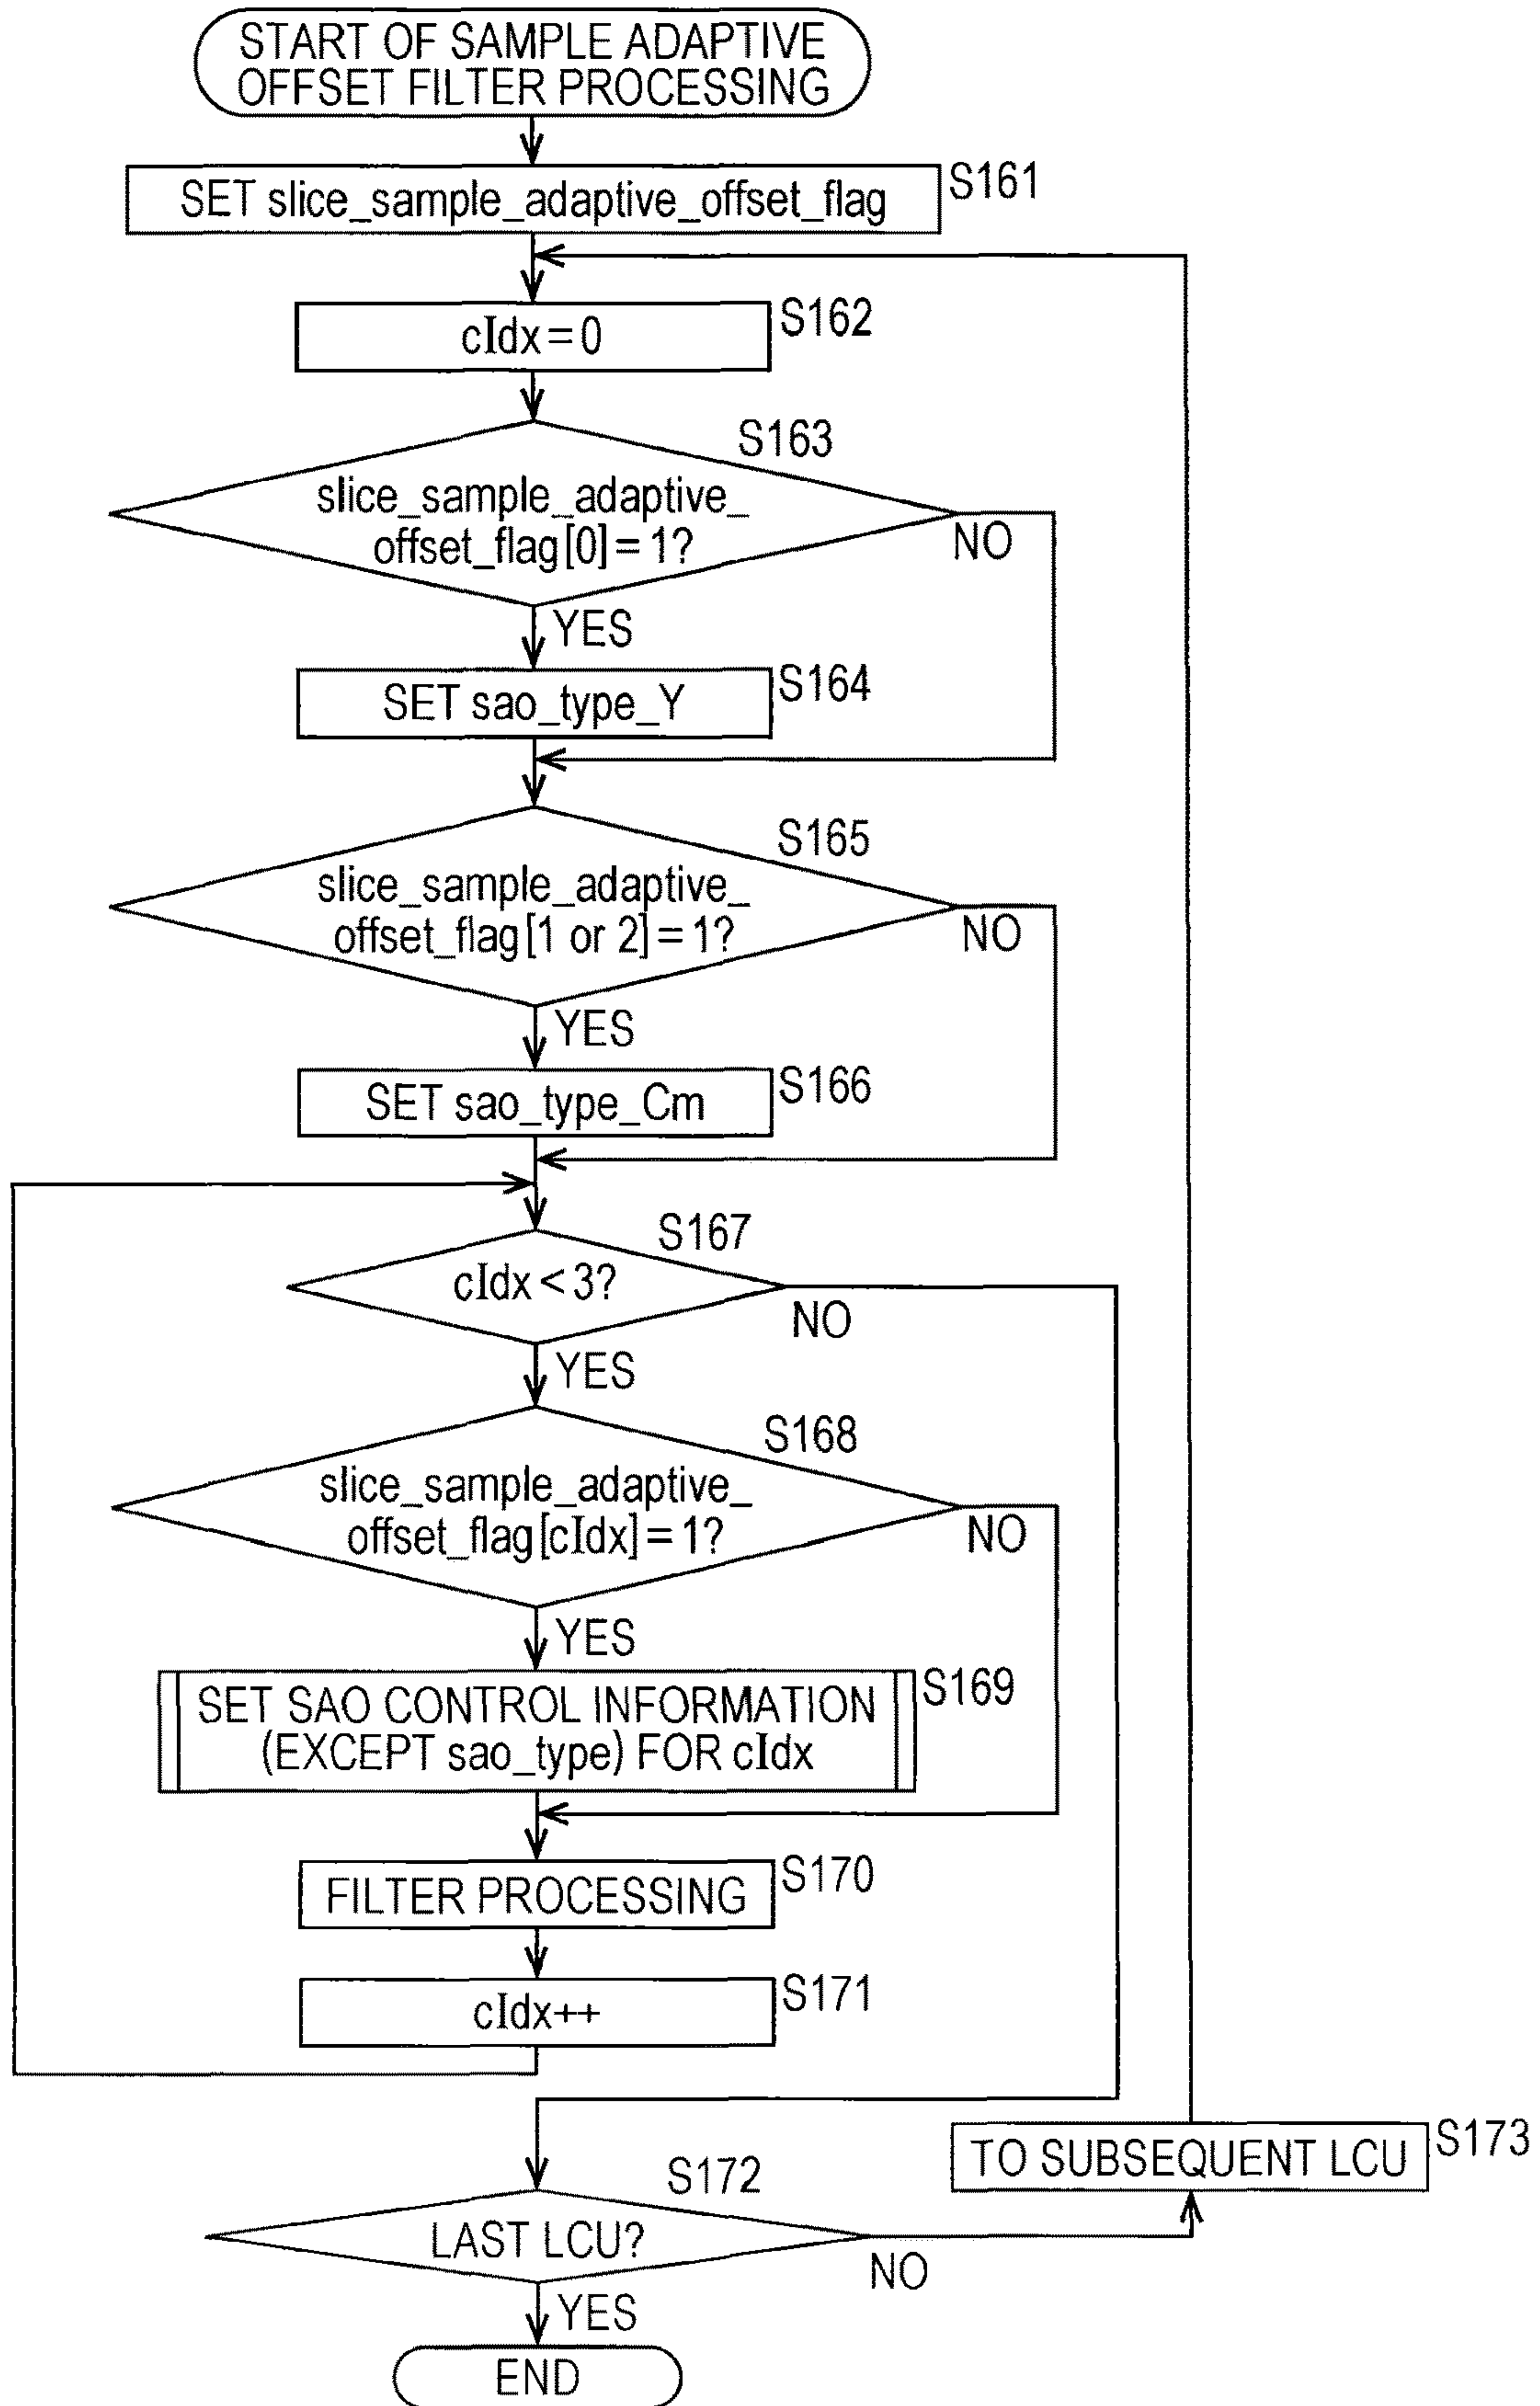 START OF SAMPLE ADAPTIVE
OFFSET FILTER PROCESSING
SET slice_sample_adaptive_offset_flag
S161
cIdx=0
S162
S163
slice_sample_adaptive_
offset_flag[0]=1?
NO
YES
SET sao_type_Y
S164
S165
slice_sample_adaptive_
offset_flag[1 or 2]=1?
NO
YES
SET sao_type_Cm
S166
S167
cIdx<3?
NO
YES
S168
slice_sample_adaptive_
offset_flag[cIdx]=1?
NO
YES
SET SAO CONTROL INFORMATION
(EXCEPT sao_type) FOR cIdx
S169
FILTER PROCESSING
S170
cIdx++
S171
TO SUBSEQUENT LCU
S173
S172
LAST LCU?
NO
YES
END